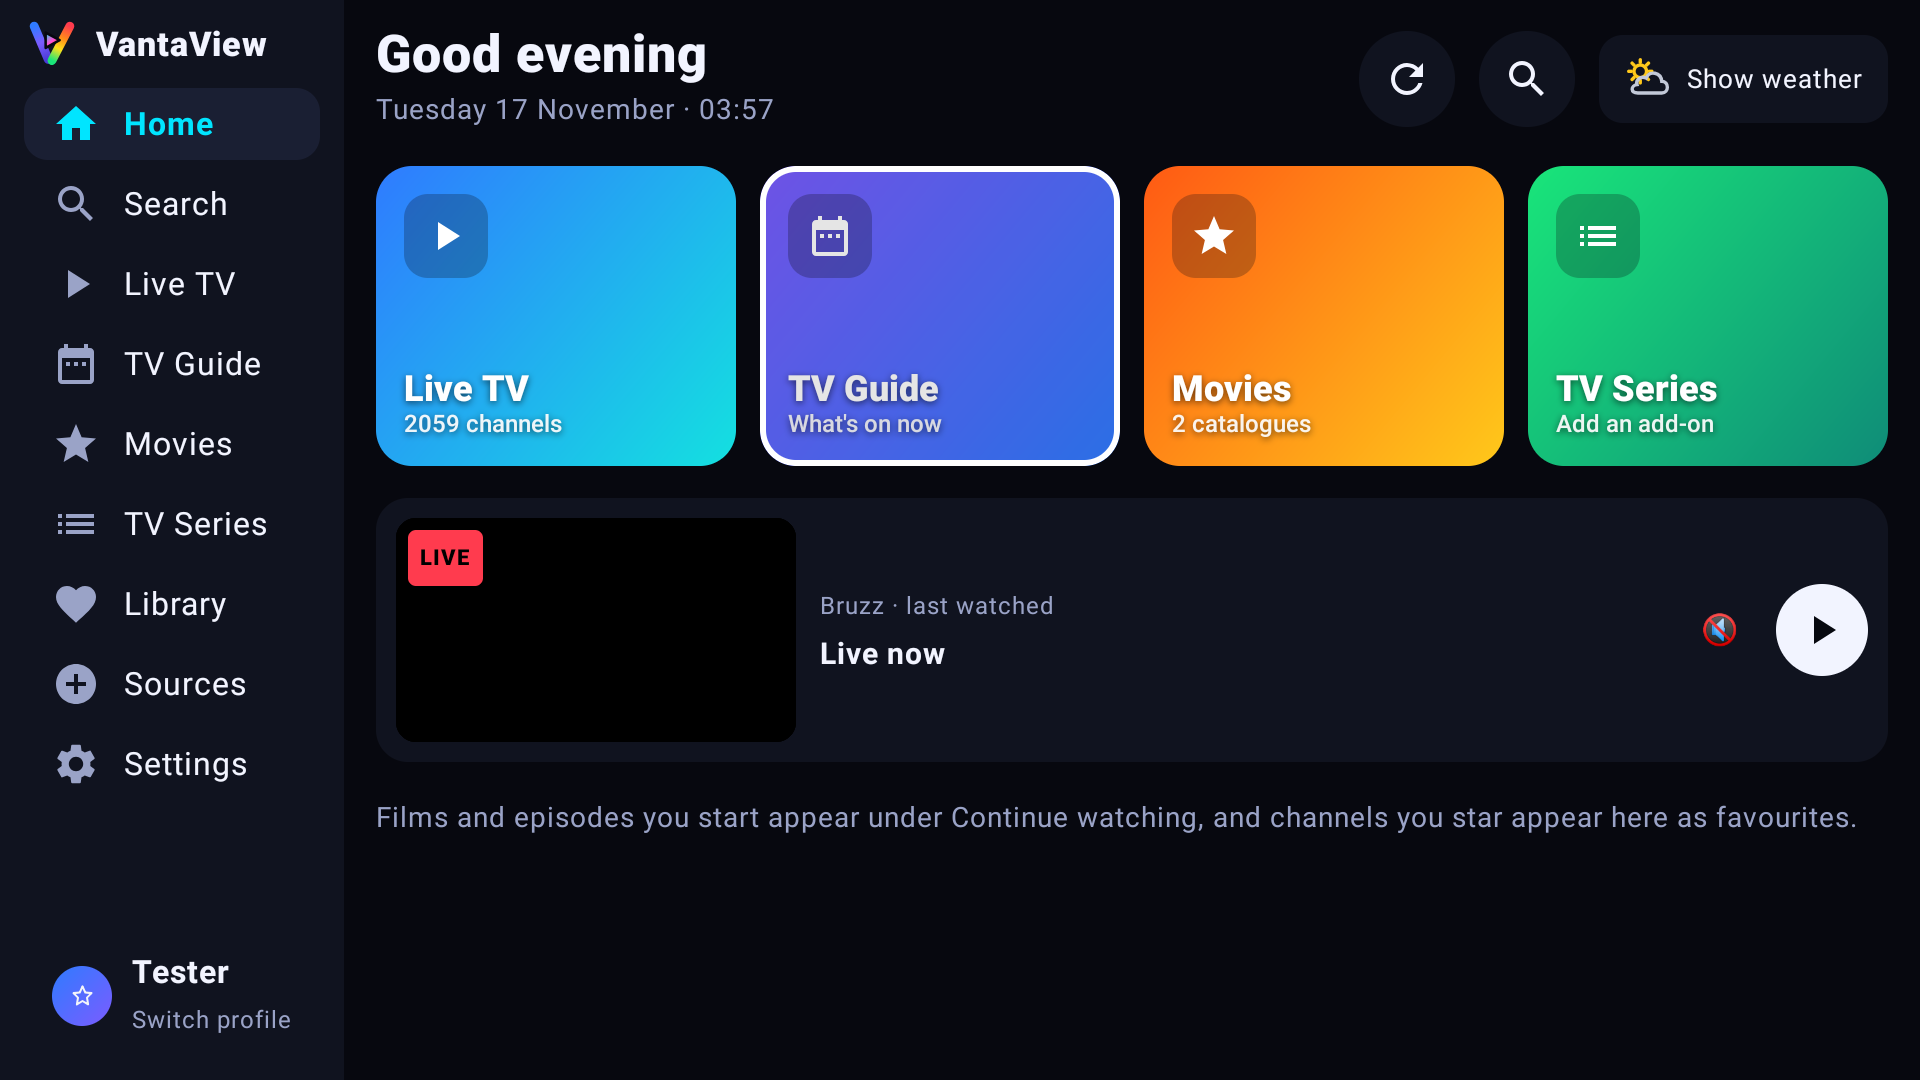 VantaView
Home
Search
Live TV
TV Guide
Movies
TV Series
Library
Sources
Settings
Tester
Switch profile
Good evening
Tuesday 17 November · 03:57
Show weather
Live TV
2059 channels
TV Guide
What's on now
Movies
2 catalogues
TV Series
Add an add-on
LIVE
Bruzz · last watched
Live now
Films and episodes you start appear under Continue watching, and channels you star appear here as favourites.